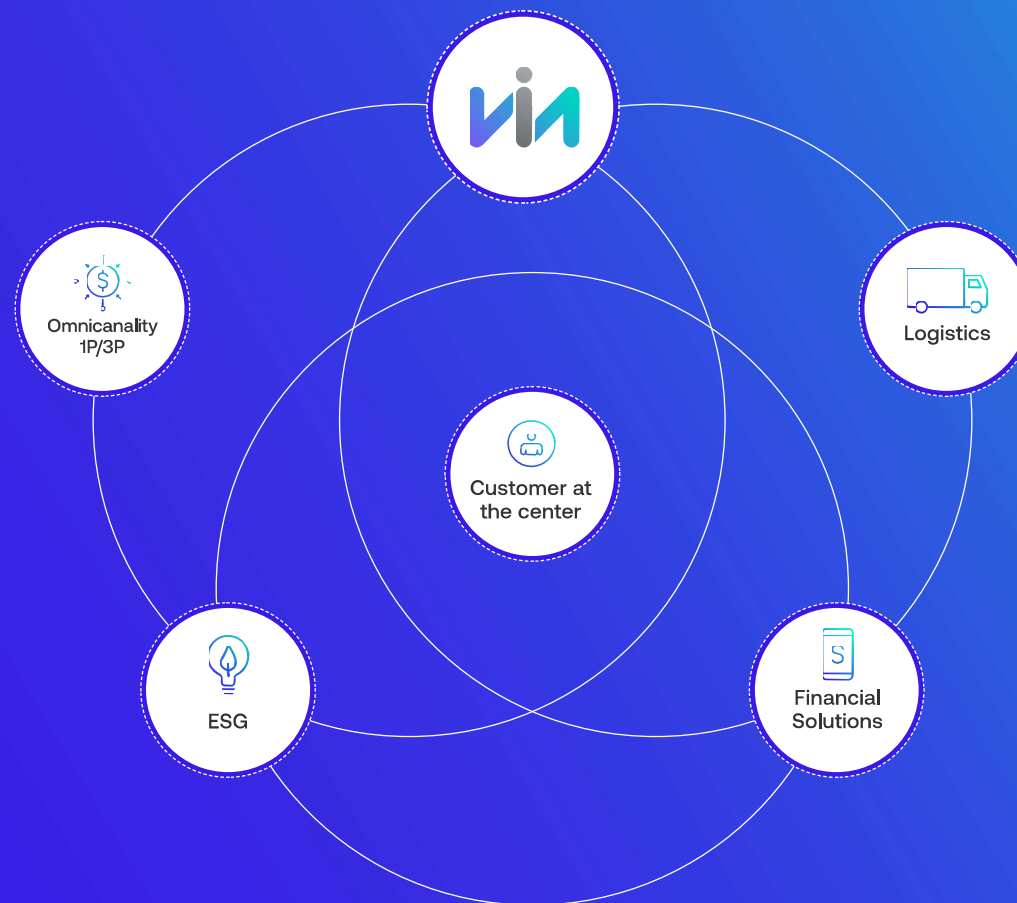 via
Omnicanality
1P/3P
Logistics
Customer at
the center
ESG
Financial
Solutions